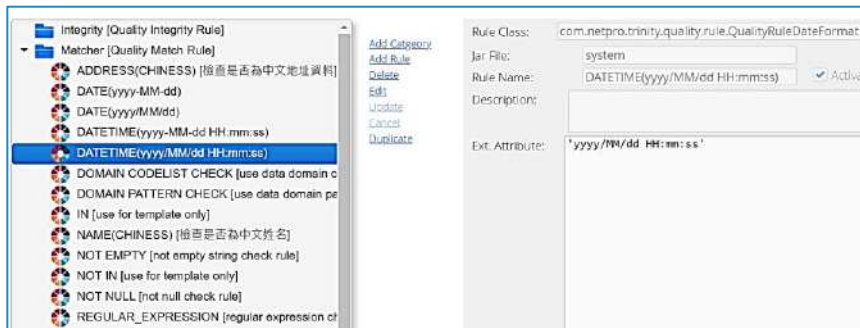 Integrity [Quality Integrity Rule]
Matcher [Quality Match Rule]
ADDRESS(CHINESS) [檢查是否為中文地址資料]
DATE(yyyy-MM-dd)
DATE(yyyy/MM/dd)
DATETIME(yyyy-MM-dd HH:mm:ss)
DATETIME(yyyy/MM/dd HH:mm:ss)
DOMAIN CODELIST CHECK [use data domain c
DOMAIN PATTERN CHECK [use data domain pa
IN [use for template only]
NAME(CHINESS) [檢查是否為中文姓名]
NOT EMPTY [not empty string check rule]
NOT IN [use for template only]
NOT NULL [not null check rule]
REGULAR_EXPRESSION [regular expression ch
Add Catgeory
Add Rule
Delete
Edit
Update
Cancel
Duplicate
Rule Class: com.netpro.trinity.quality.rule.QualityRuleDateFormat
Jar File: system
Rule Name: DATETIME(yyyy/MM/dd HH:mm:ss) Activa
Description:
Ext. Attribute: 'yyyy/MM/dd HH:mm:ss'